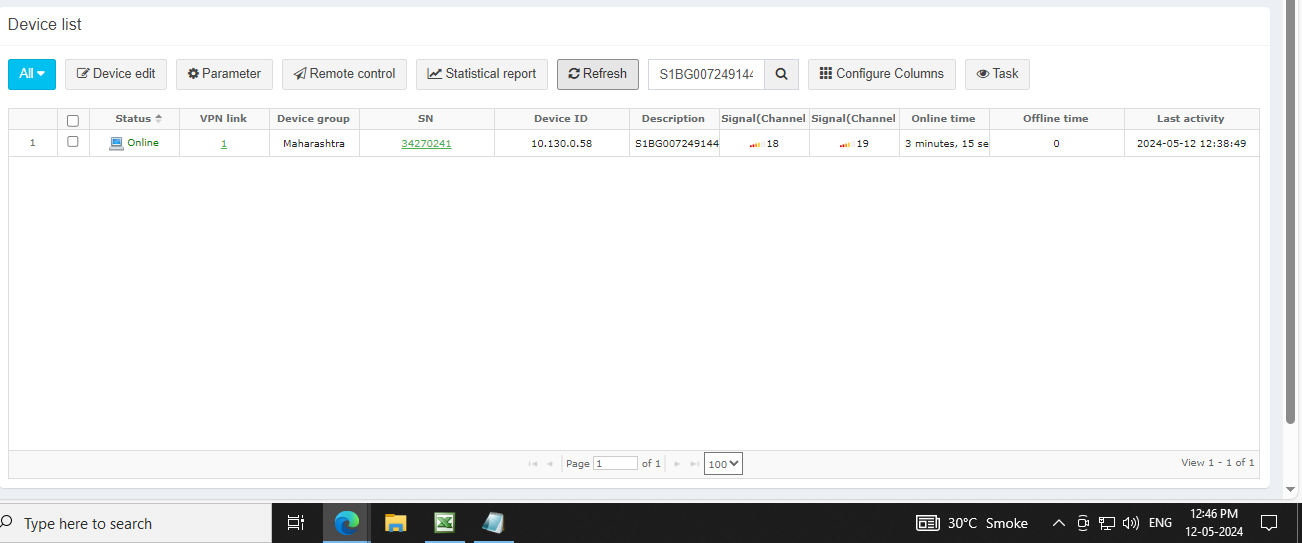 Device list
All Device edit Parameter Remote control Statistical report Refresh S1BG00724914 Configure Columns Task
Status VPN link Device group SN Device ID Description Signal(Channel Signal(Channel Online time Offline time Last activity
1 Online 1 Maharashtra 34270241 10.130.0.58 S1BG007249144 18 19 3 minutes, 15 se 0 2024-05-12 12:38:49
Page 1 of 1 100 View 1 - 1 of 1
Type here to search 30°C Smoke ENG 12:46 PM
12-05-2024